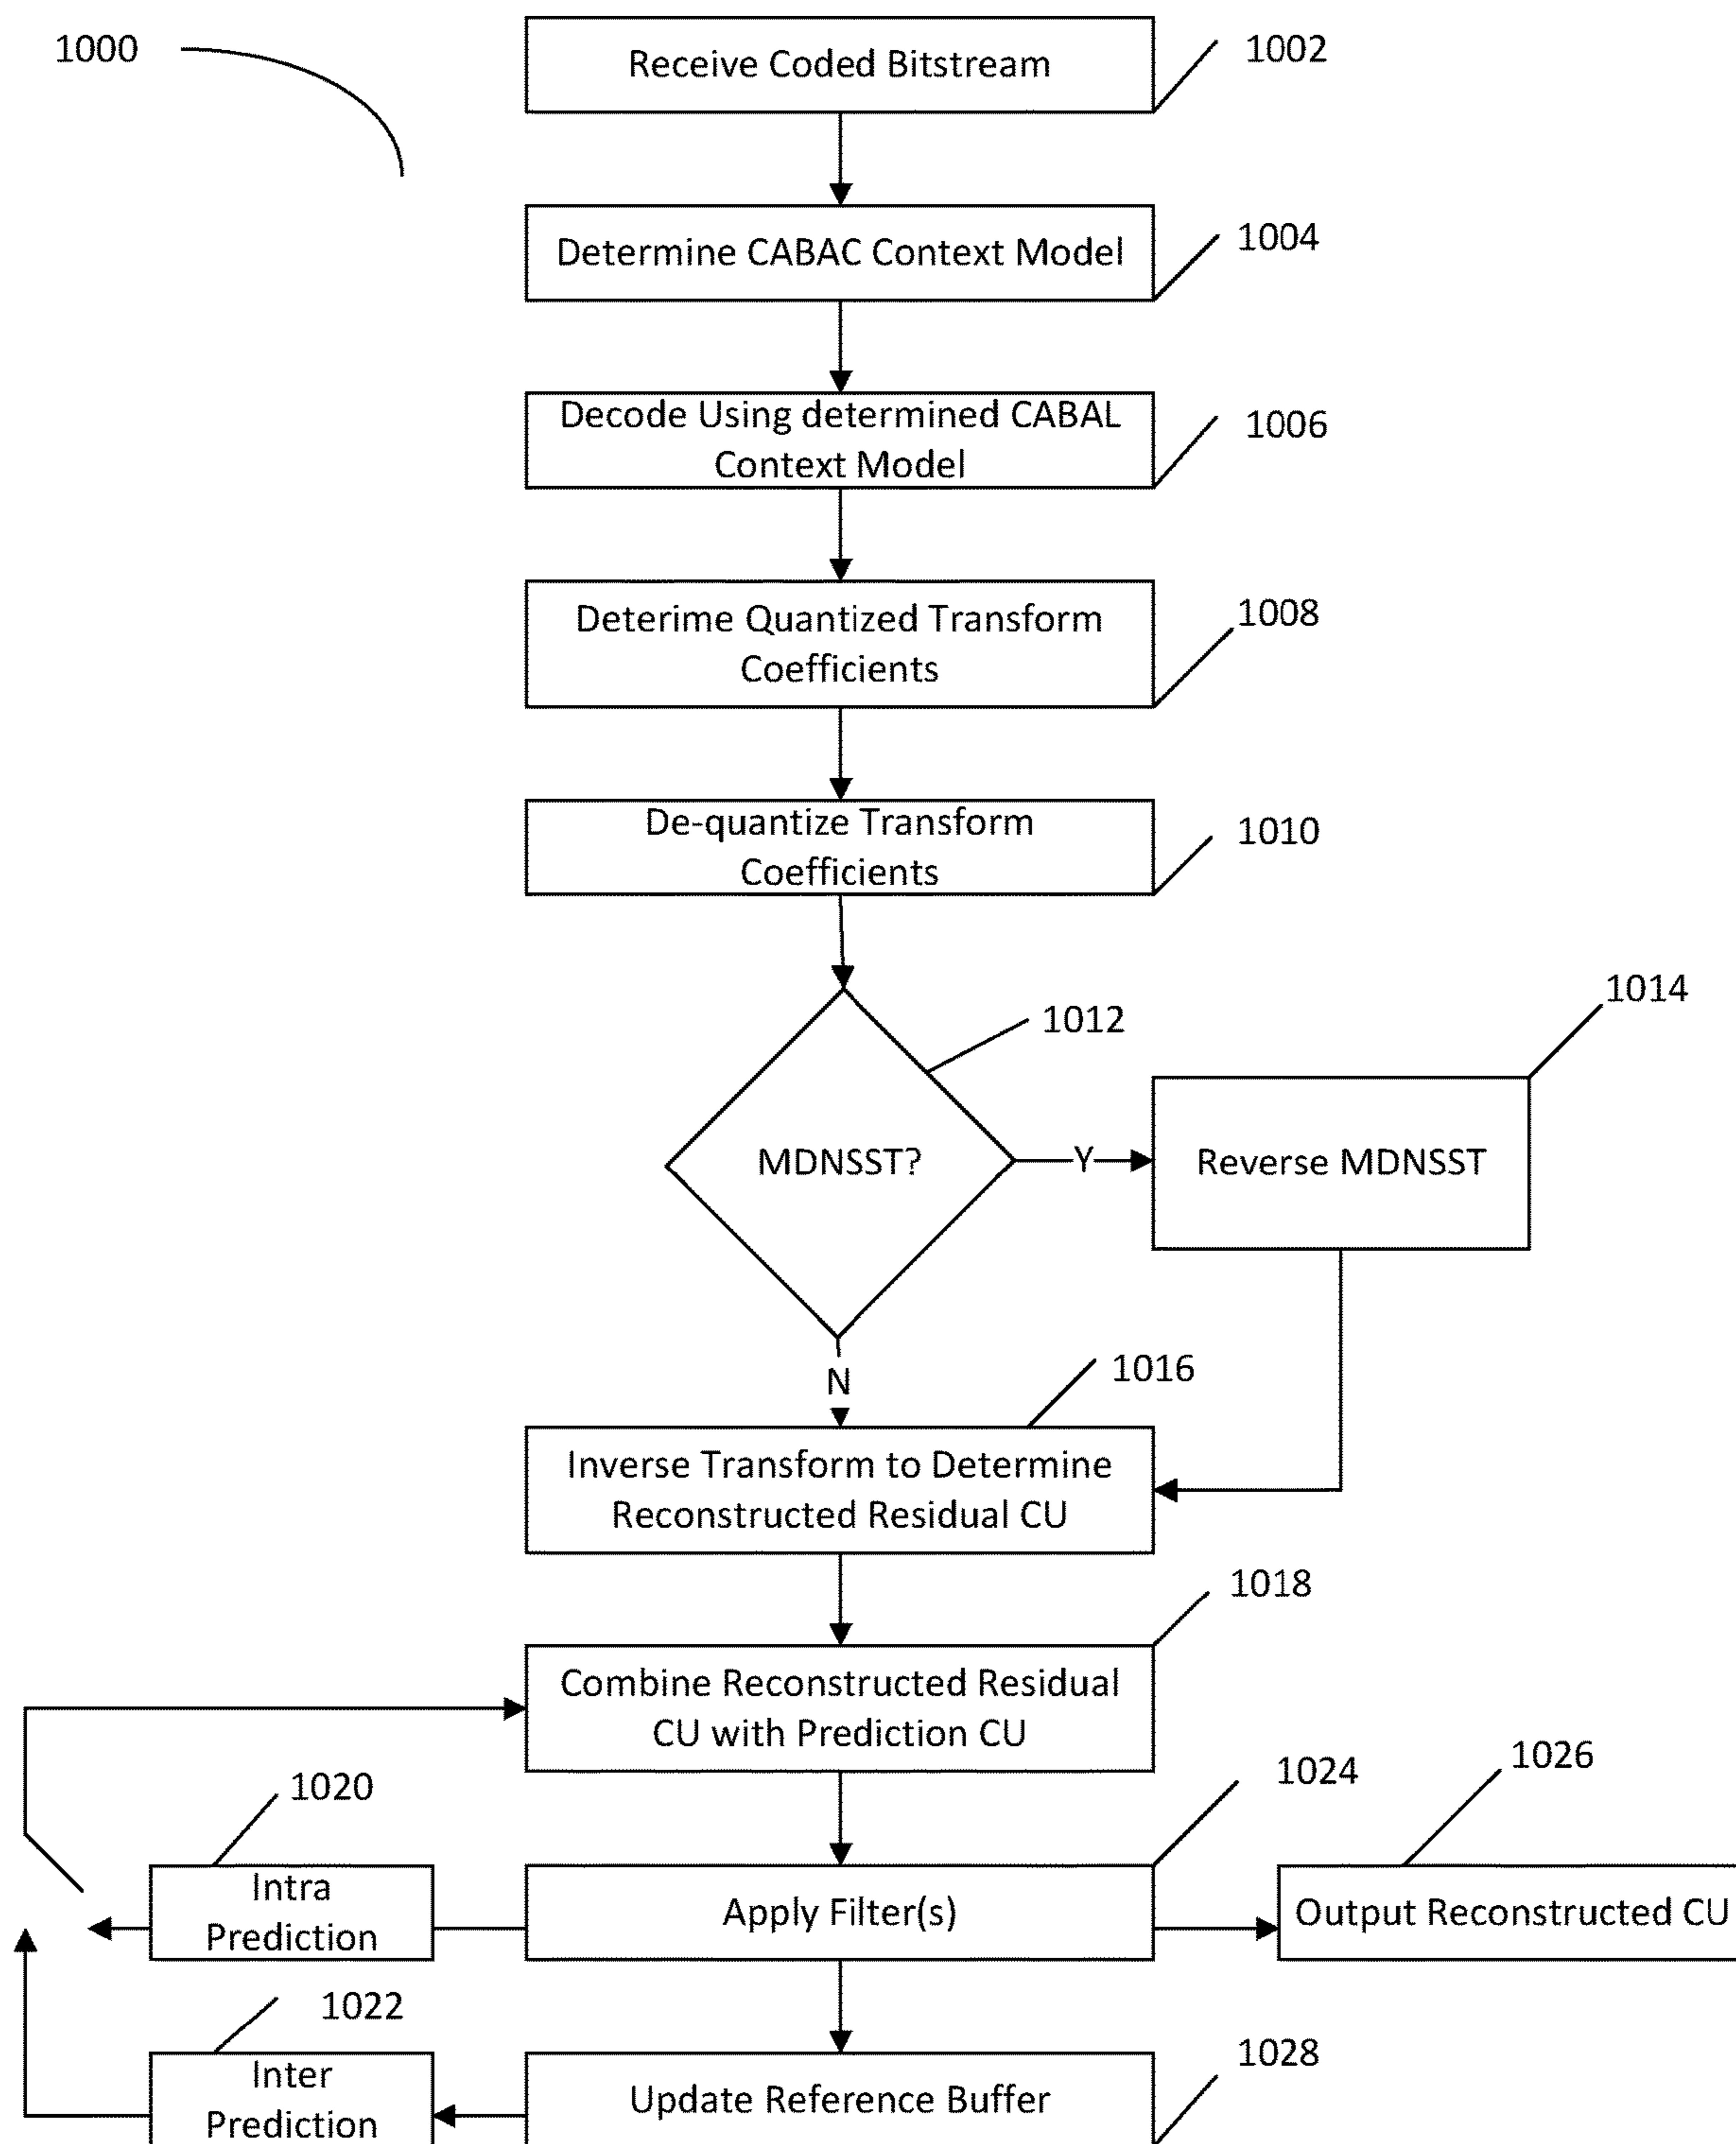 1000
Receive Coded Bitstream
1002
Determine CABAC Context Model
1004
Decode Using determined CABAL
Context Model
1006
Deterime Quantized Transform
Coefficients
1008
De-quantize Transform
Coefficients
1010
MDNSST?
1012
Y
Reverse MDNSST
1014
N
1016
Inverse Transform to Determine
Reconstructed Residual CU
1018
Combine Reconstructed Residual
CU with Prediction CU
1020
Intra
Prediction
Apply Filter(s)
1024
Output Reconstructed CU
1026
1022
Inter
Prediction
Update Reference Buffer
1028